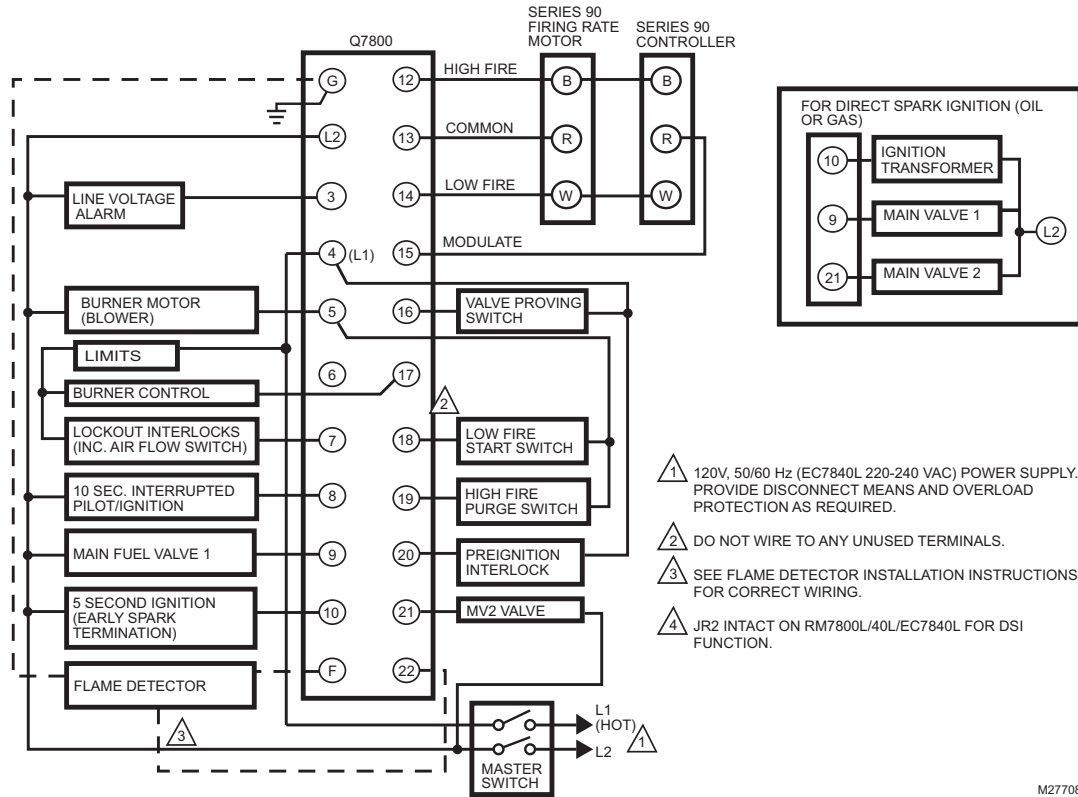 Q7800
SERIES 90
FIRING RATE
MOTOR
SERIES 90
CONTROLLER
G
L2
3
4
(L1)
5
6
7
8
9
10
F
12
13
14
15
16
17
18
19
20
21
22
HIGH FIRE
COMMON
LOW FIRE
MODULATE
B
R
W
B
R
W
LINE VOLTAGE
ALARM
BURNER MOTOR
(BLOWER)
LIMITS
BURNER CONTROL
LOCKOUT INTERLOCKS
(INC. AIR FLOW SWITCH)
10 SEC. INTERRUPTED
PILOT/IGNITION
MAIN FUEL VALVE 1
5 SECOND IGNITION
(EARLY SPARK
TERMINATION)
FLAME DETECTOR
3
VALVE PROVING
SWITCH
2
LOW FIRE
START SWITCH
HIGH FIRE
PURGE SWITCH
PREIGNITION
INTERLOCK
MV2 VALVE
MASTER
SWITCH
L1
(HOT)
L2
1
FOR DIRECT SPARK IGNITION (OIL
OR GAS)
10
IGNITION
TRANSFORMER
9
MAIN VALVE 1
L2
21
MAIN VALVE 2
1 120V, 50/60 Hz (EC7840L 220-240 VAC) POWER SUPPLY.
PROVIDE DISCONNECT MEANS AND OVERLOAD
PROTECTION AS REQUIRED.
2 DO NOT WIRE TO ANY UNUSED TERMINALS.
3 SEE FLAME DETECTOR INSTALLATION INSTRUCTIONS
FOR CORRECT WIRING.
4 JR2 INTACT ON RM7800L/40L/EC7840L FOR DSI
FUNCTION.
M27708